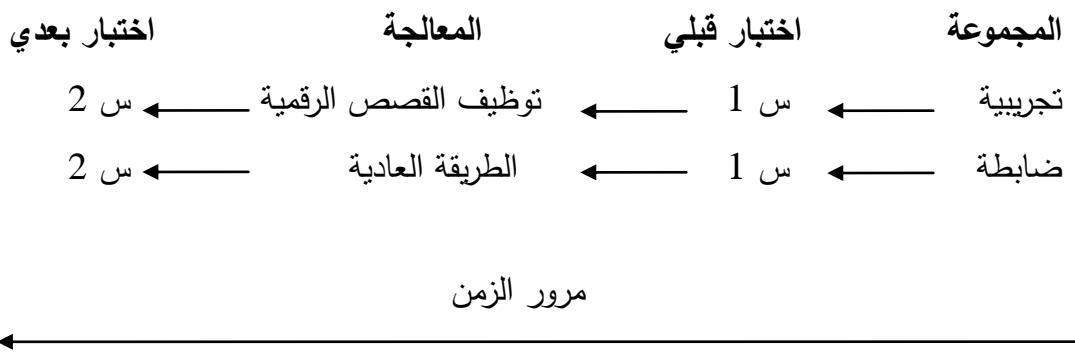 المجموعة اختبار قبلي المعالجة اختبار بعدي
تجريبية س 1 توظيف القصص الرقمية س 2
ضابطة س 1 الطريقة العادية س 2
مرور الزمن